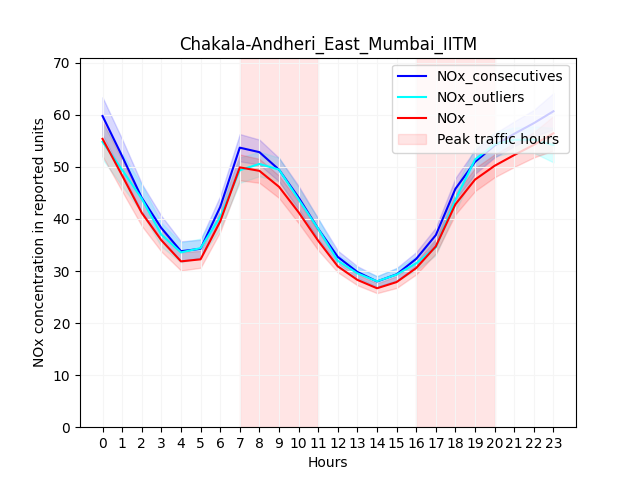 Chakala-Andheri_East_Mumbai_IITM
NOx concentration in reported units
70
60
50
40
30
20
10
0
NOx_consecutives
NOx_outliers
NOx
Peak traffic hours
0 1 2 3 4 5 6 7 8 9 10 11 12 13 14 15 16 17 18 19 20 21 22 23
Hours